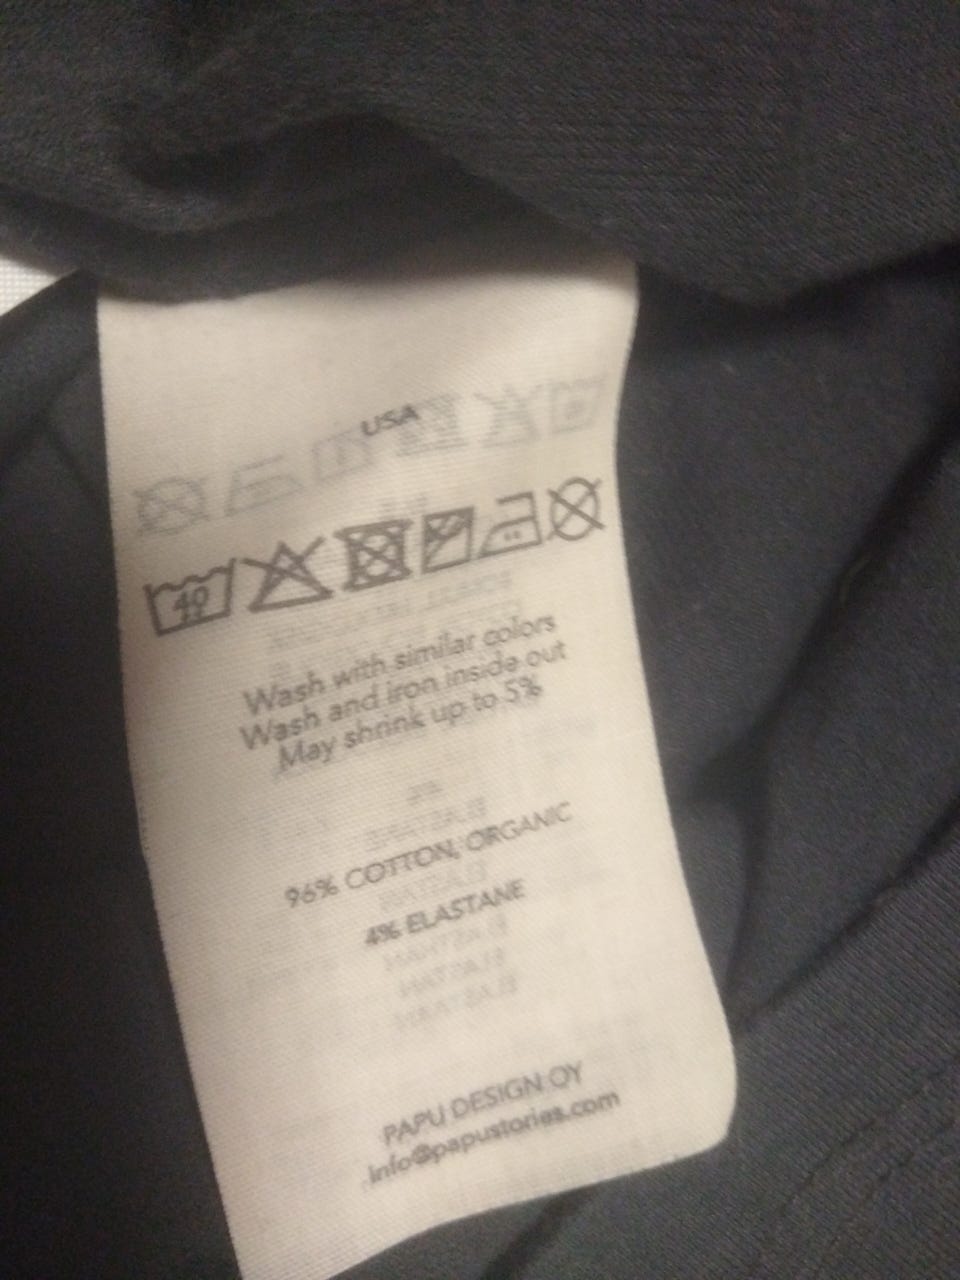 USA
40
Wash with similar colors
Wash and iron inside out
May shrink up to 5%
96% COTTON, ORGANIC
4% ELASTANE
PAPU DESIGN OY
info@papustories.com